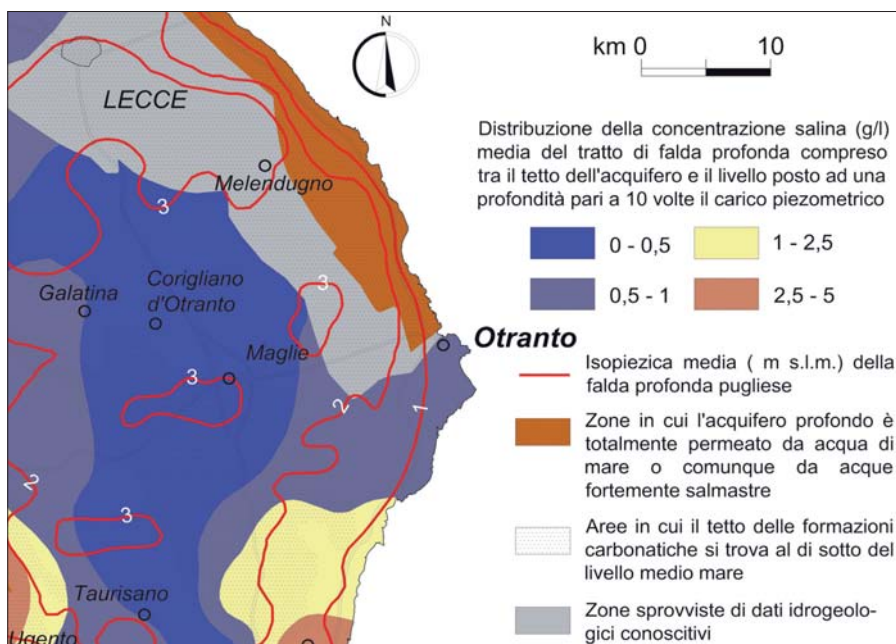 N
km 0 10
LECCE
Distribuzione della concentrazione salina (g/l)
media del tratto di falda profonda compreso
tra il tetto dell'acquifero e il livello posto ad una
profondità pari a 10 volte il carico piezometrico
Melendugno
3
0 - 0,5
1 - 2,5
0,5 - 1
2,5 - 5
Galatina
Corigliano
d'Otranto
3
Otranto
Maglie
Isopiezica media ( m s.l.m.) della
falda profonda pugliese
3
2
1
Zone in cui l'acquifero profondo è
totalmente permeato da acqua di
mare o comunque da acque
fortemente salmastre
2
3
Aree in cui il tetto delle formazioni
carbonatiche si trova al di sotto del
livello medio mare
Taurisano
Ugento
Zone sprovviste di dati idrogeolo-
gici conoscitivi